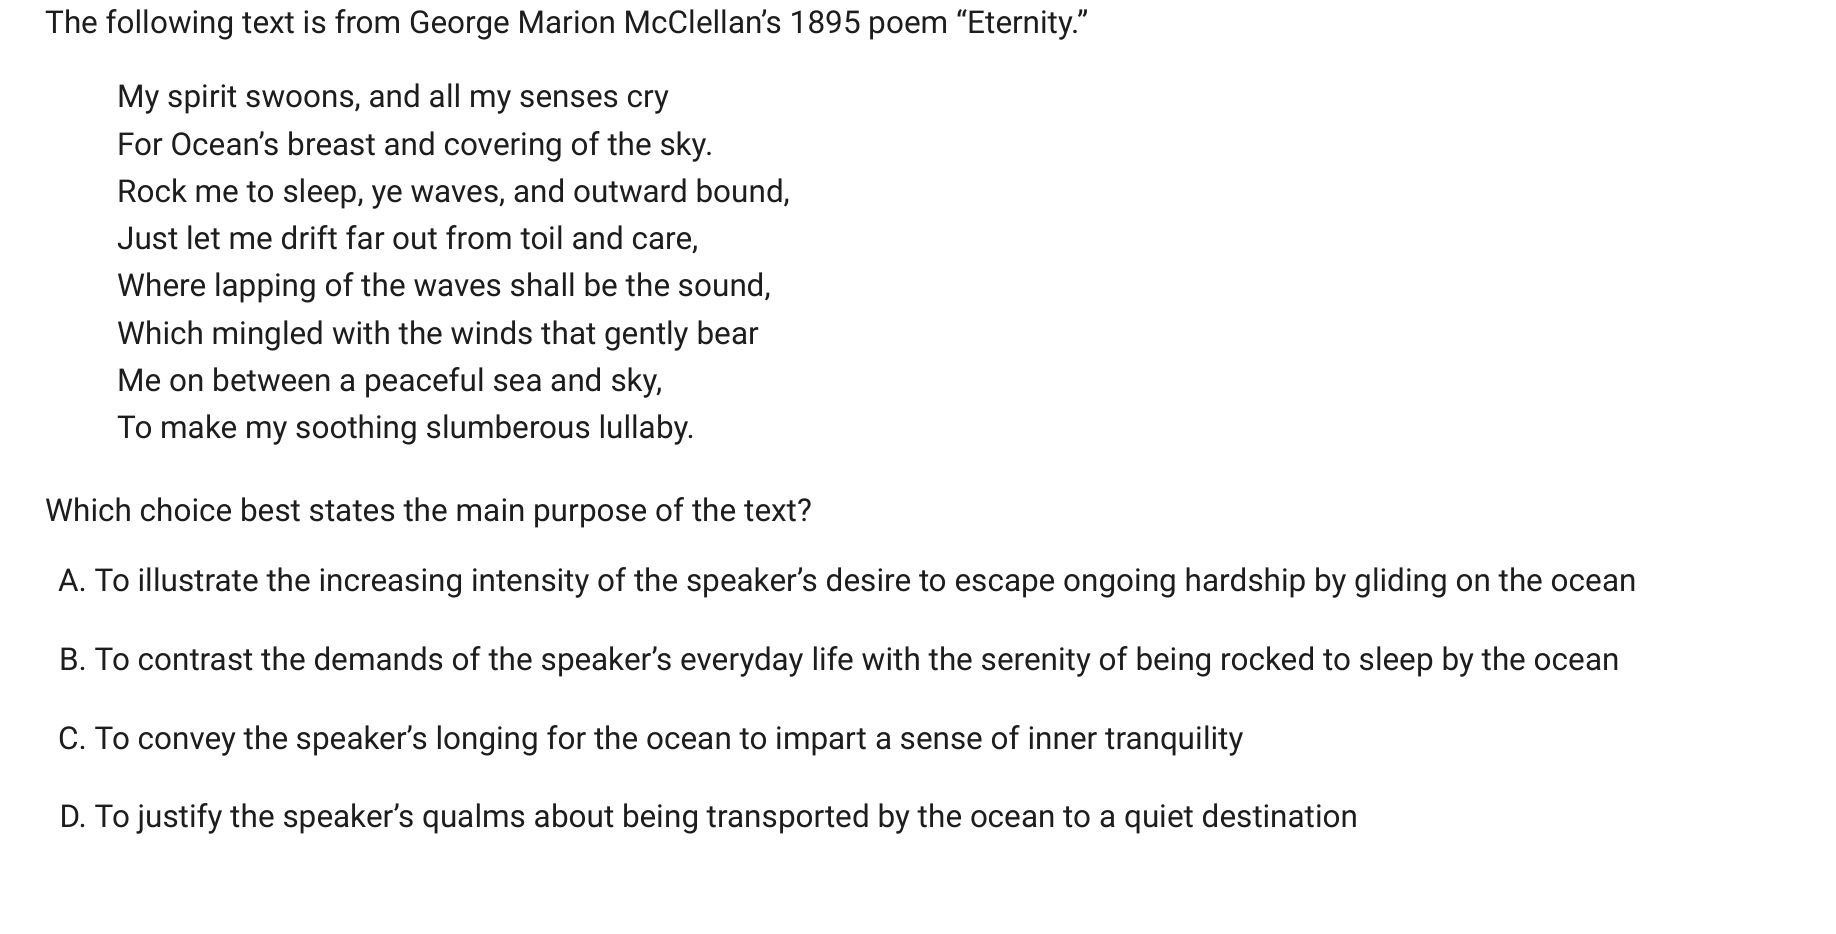 The following text is from George Marion McClellan’s 1895 poem “Eternity.”
My spirit swoons, and all my senses cry
For Ocean’s breast and covering of the sky.
Rock me to sleep, ye waves, and outward bound,
Just let me drift far out from toil and care,
Where lapping of the waves shall be the sound,
Which mingled with the winds that gently bear
Me on between a peaceful sea and sky,
To make my soothing slumberous lullaby.
Which choice best states the main purpose of the text?
A. To illustrate the increasing intensity of the speaker’s desire to escape ongoing hardship by gliding on the ocean
B. To contrast the demands of the speaker’s everyday life with the serenity of being rocked to sleep by the ocean
C. To convey the speaker’s longing for the ocean to impart a sense of inner tranquility
D. To justify the speaker’s qualms about being transported by the ocean to a quiet destination